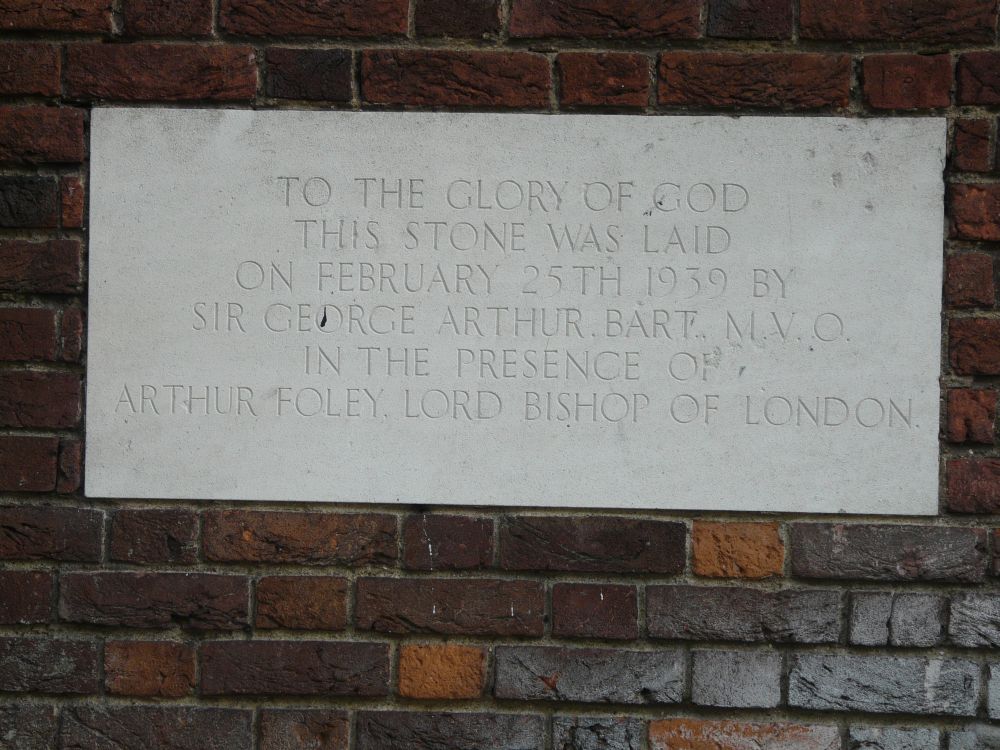 TO THE GLORY OF GOD
THIS STONE WAS LAID
ON FEBRUARY 25TH 1939 BY
SIR GEORGE ARTHUR. BART., M.V.O.
IN THE PRESENCE OF
ARTHUR FOLEY, LORD BISHOP OF LONDON.